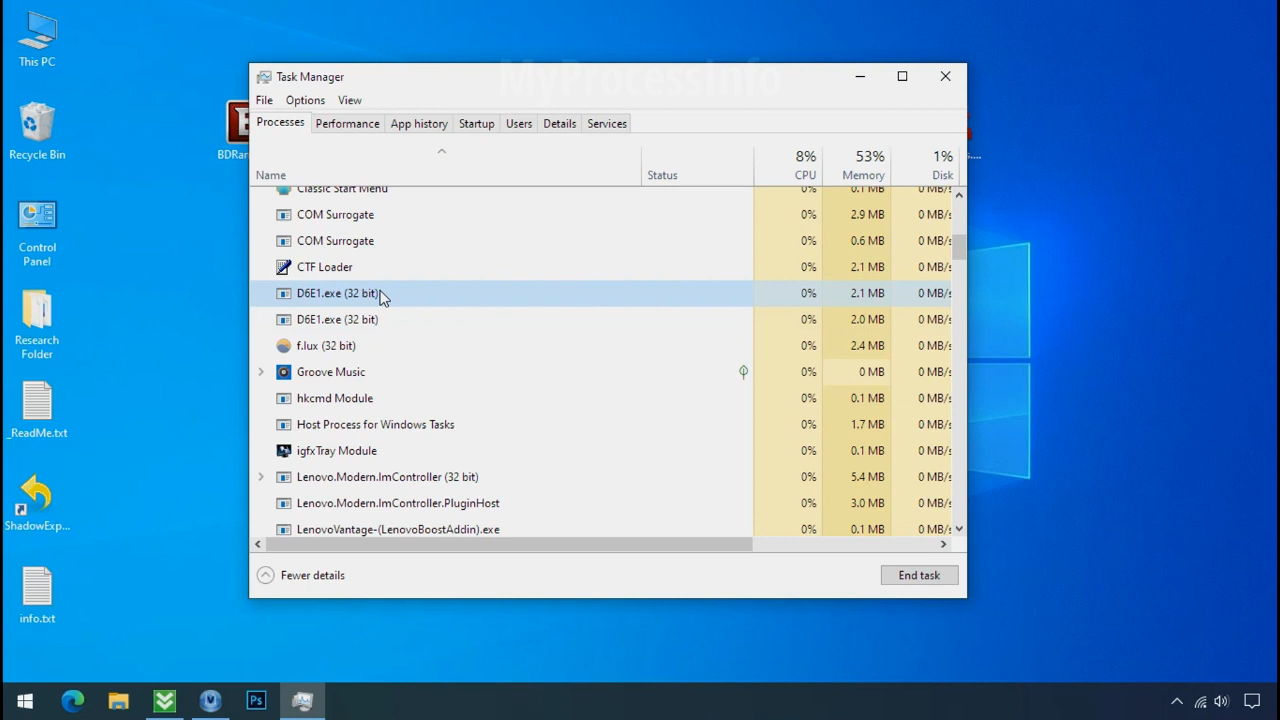 This PC
Recycle Bin
Control
Panel
Research
Folder
_ReadMe.txt
ShadowExp...
info.txt
MyProcessInfo
Task Manager
File Options View
Processes Performance App history Startup Users Details Services
8% 53% 1%
Name Status CPU Memory Disk
Classic Start Menu 0% 0.1 MB 0 MB/s
COM Surrogate 0% 2.9 MB 0 MB/s
COM Surrogate 0% 0.6 MB 0 MB/s
CTF Loader 0% 2.1 MB 0 MB/s
D6E1.exe (32 bit) 0% 2.1 MB 0 MB/s
D6E1.exe (32 bit) 0% 2.0 MB 0 MB/s
f.lux (32 bit) 0% 2.4 MB 0 MB/s
Groove Music 0% 0 MB 0 MB/s
hkcmd Module 0% 0.1 MB 0 MB/s
Host Process for Windows Tasks 0% 1.7 MB 0 MB/s
igfxTray Module 0% 0.1 MB 0 MB/s
Lenovo.Modern.ImController (32 bit) 0% 5.4 MB 0 MB/s
Lenovo.Modern.ImController.PluginHost 0% 3.0 MB 0 MB/s
LenovoVantage-(LenovoBoostAddin).exe 0% 0.1 MB 0 MB/s
Fewer details End task
Ps